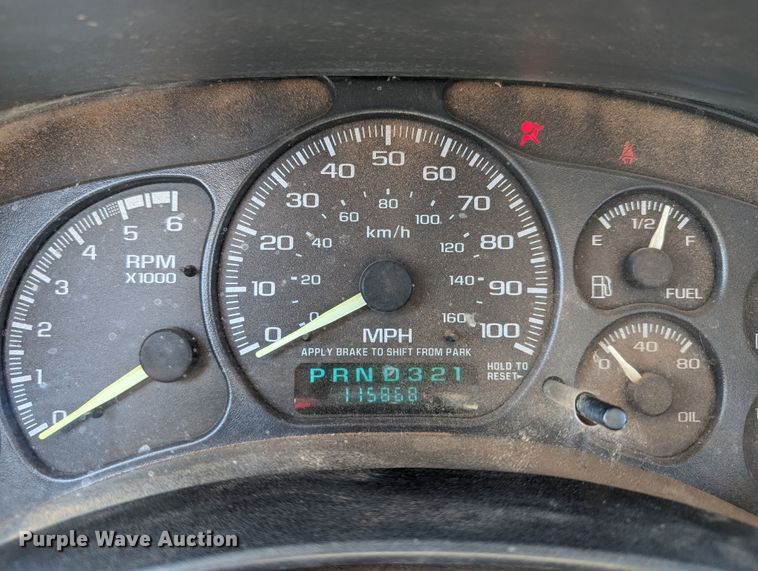 0 1 2 3 4 5 6
RPM
X1000
0 10 20 30 40 50 60 70 80 90 100
0 20 40 60 80 100 120 140 160
km/h
MPH
APPLY BRAKE TO SHIFT FROM PARK
HOLD TO
RESET
PRND321
115868
E 1/2 F
FUEL
0 40 80
OIL
Purple Wave Auction